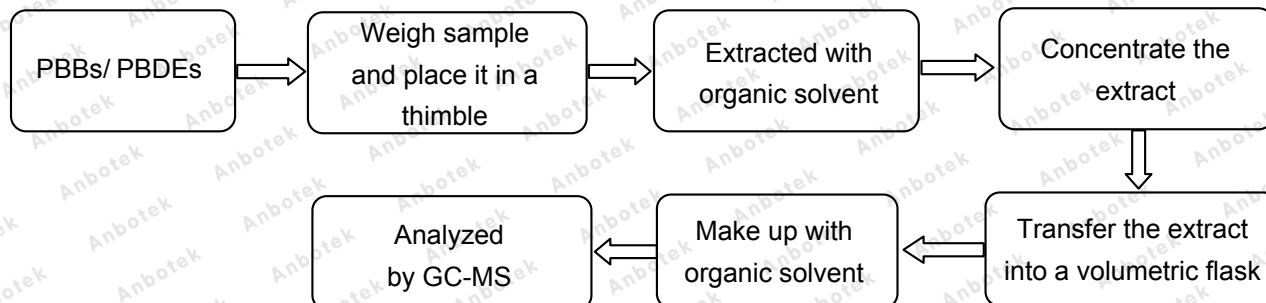 PBBs/ PBDEs
Weigh sample
and place it in a
thimble
Extracted with
organic solvent
Concentrate the
extract
Transfer the extract
into a volumetric flask
Make up with
organic solvent
Analyzed
by GC-MS
Anbotek